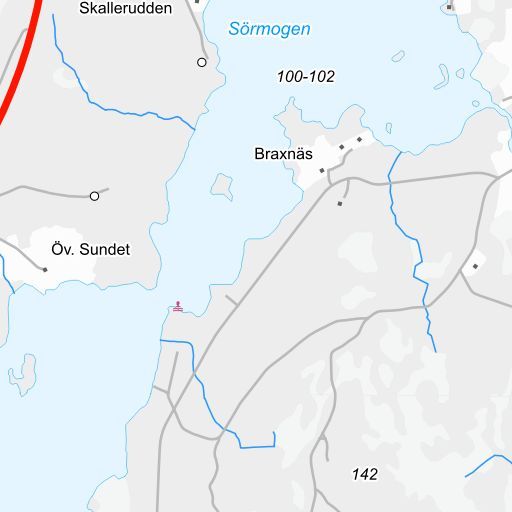 Skallerudden
Sörmogen
100-102
Braxnäs
Öv. Sundet
142